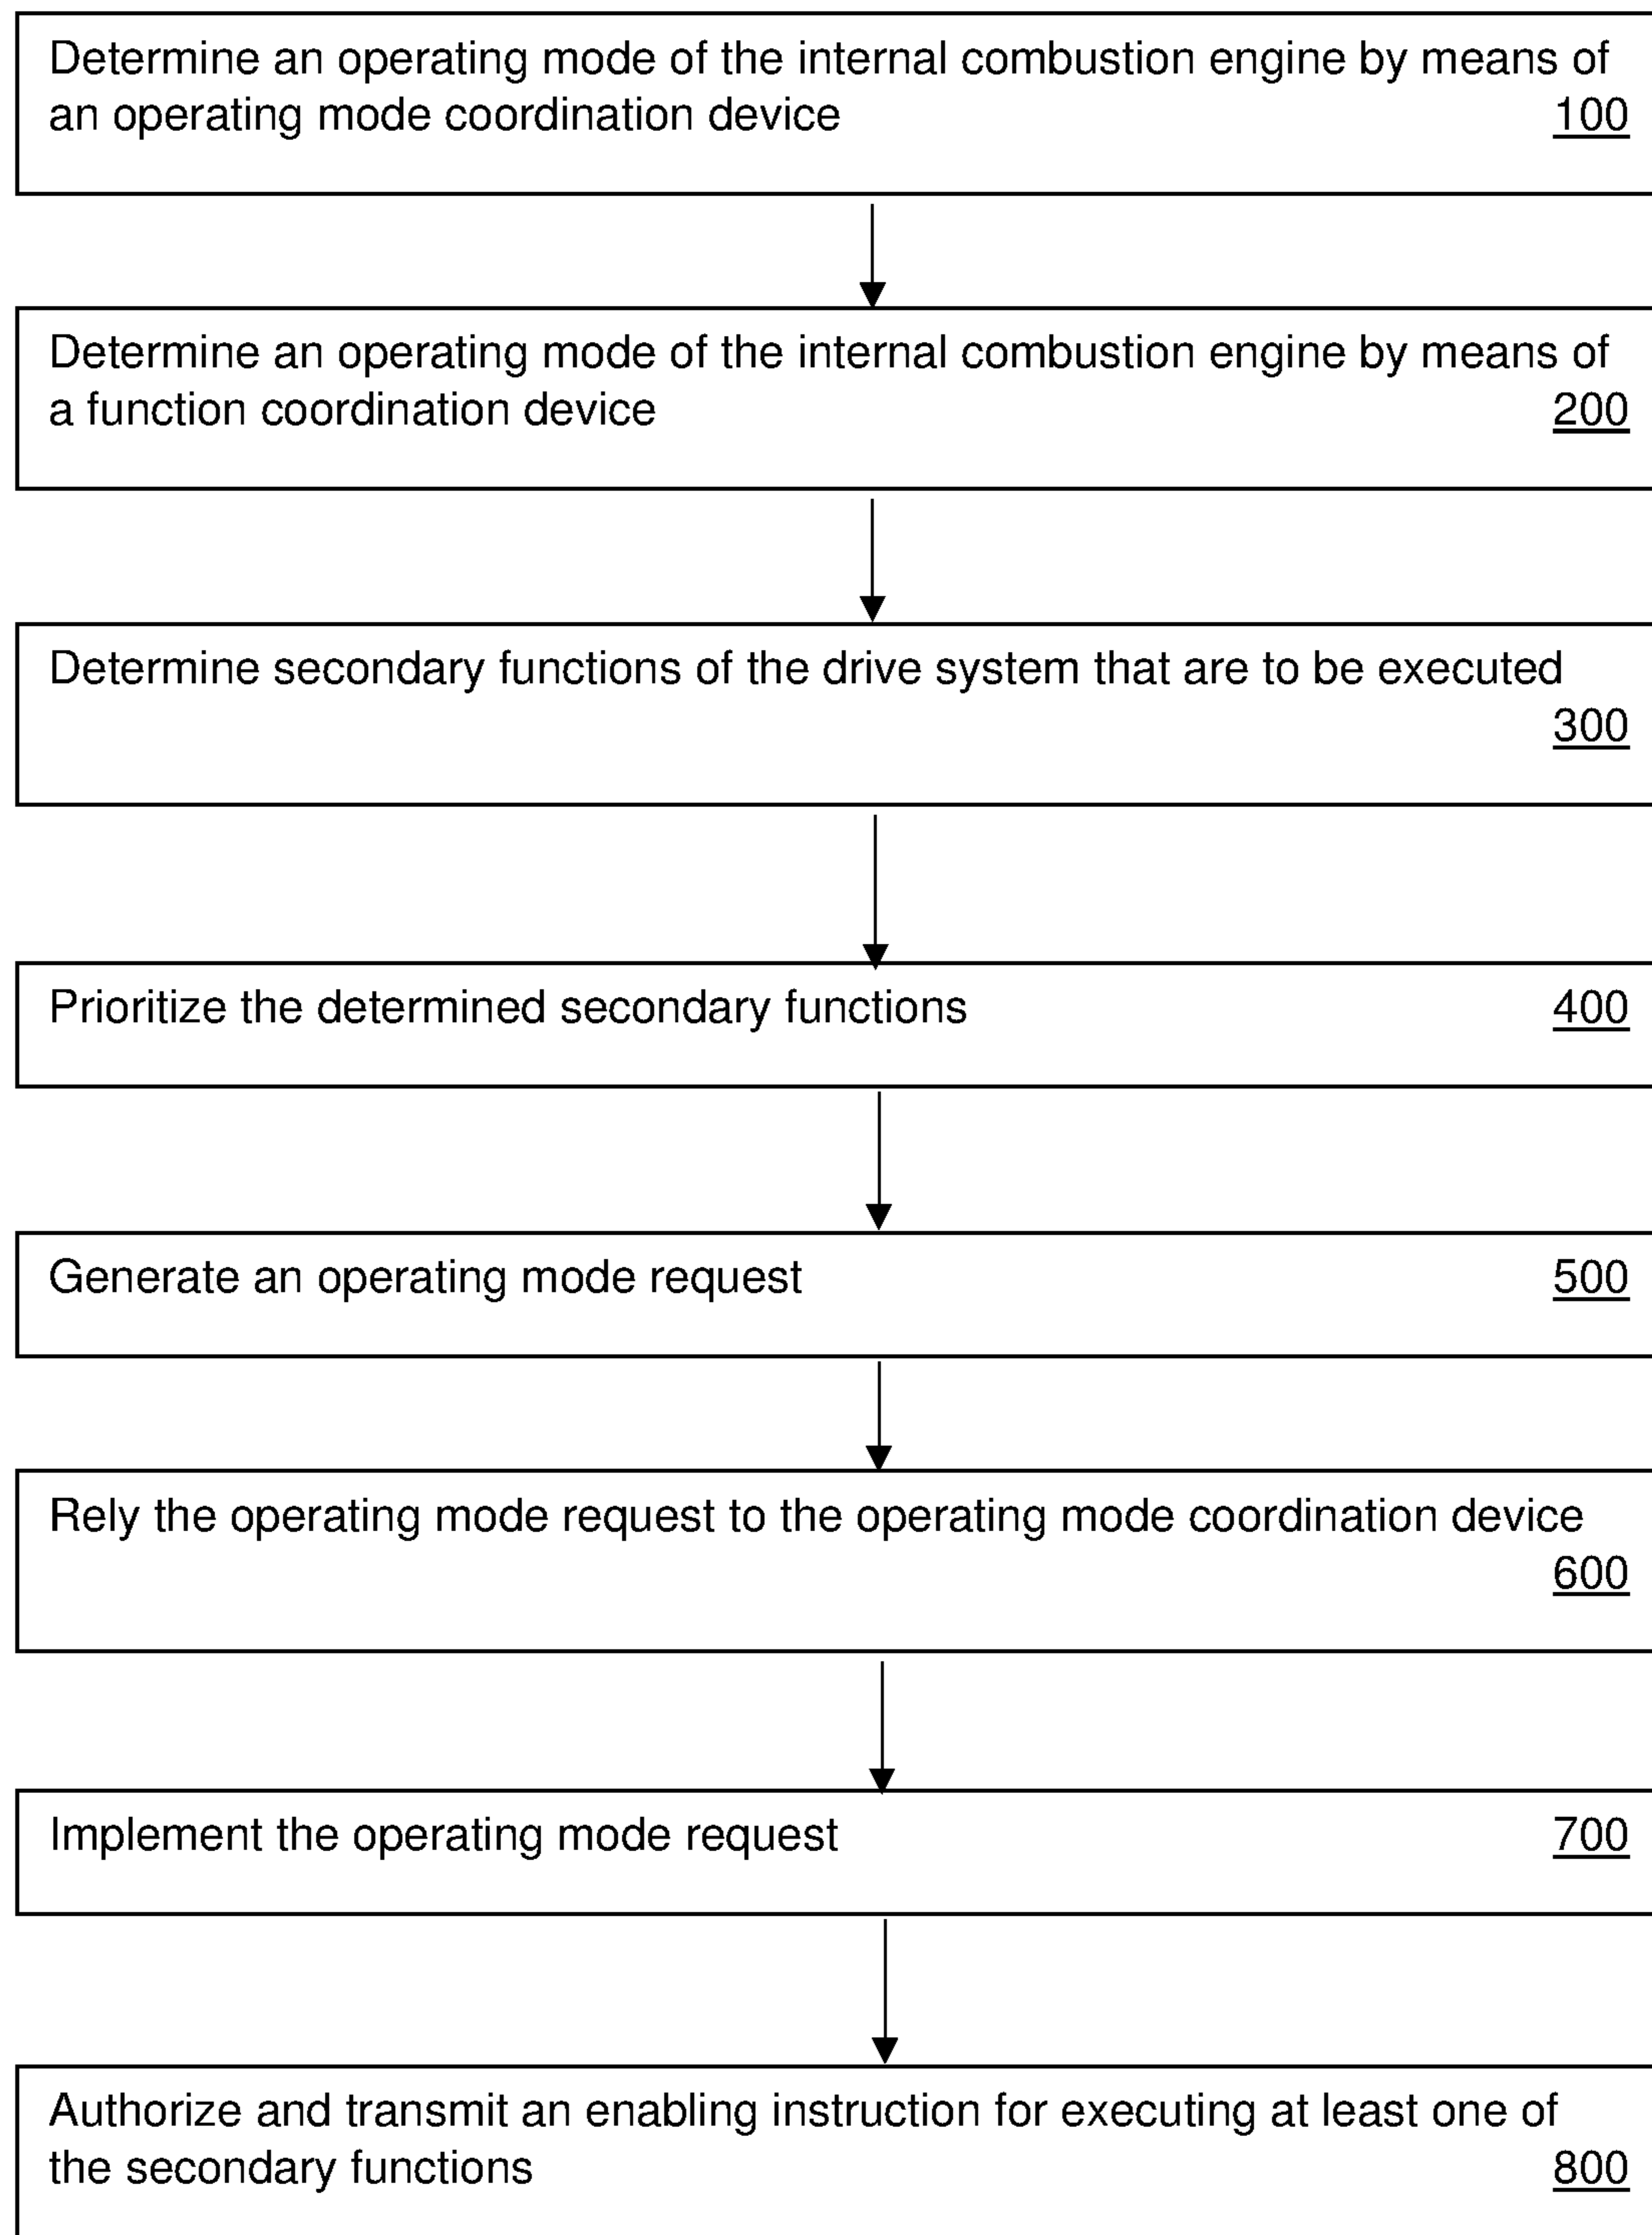 Determine an operating mode of the internal combustion engine by means of
an operating mode coordination device 100
Determine an operating mode of the internal combustion engine by means of
a function coordination device 200
Determine secondary functions of the drive system that are to be executed
300
Prioritize the determined secondary functions 400
Generate an operating mode request 500
Rely the operating mode request to the operating mode coordination device
600
Implement the operating mode request 700
Authorize and transmit an enabling instruction for executing at least one of
the secondary functions 800